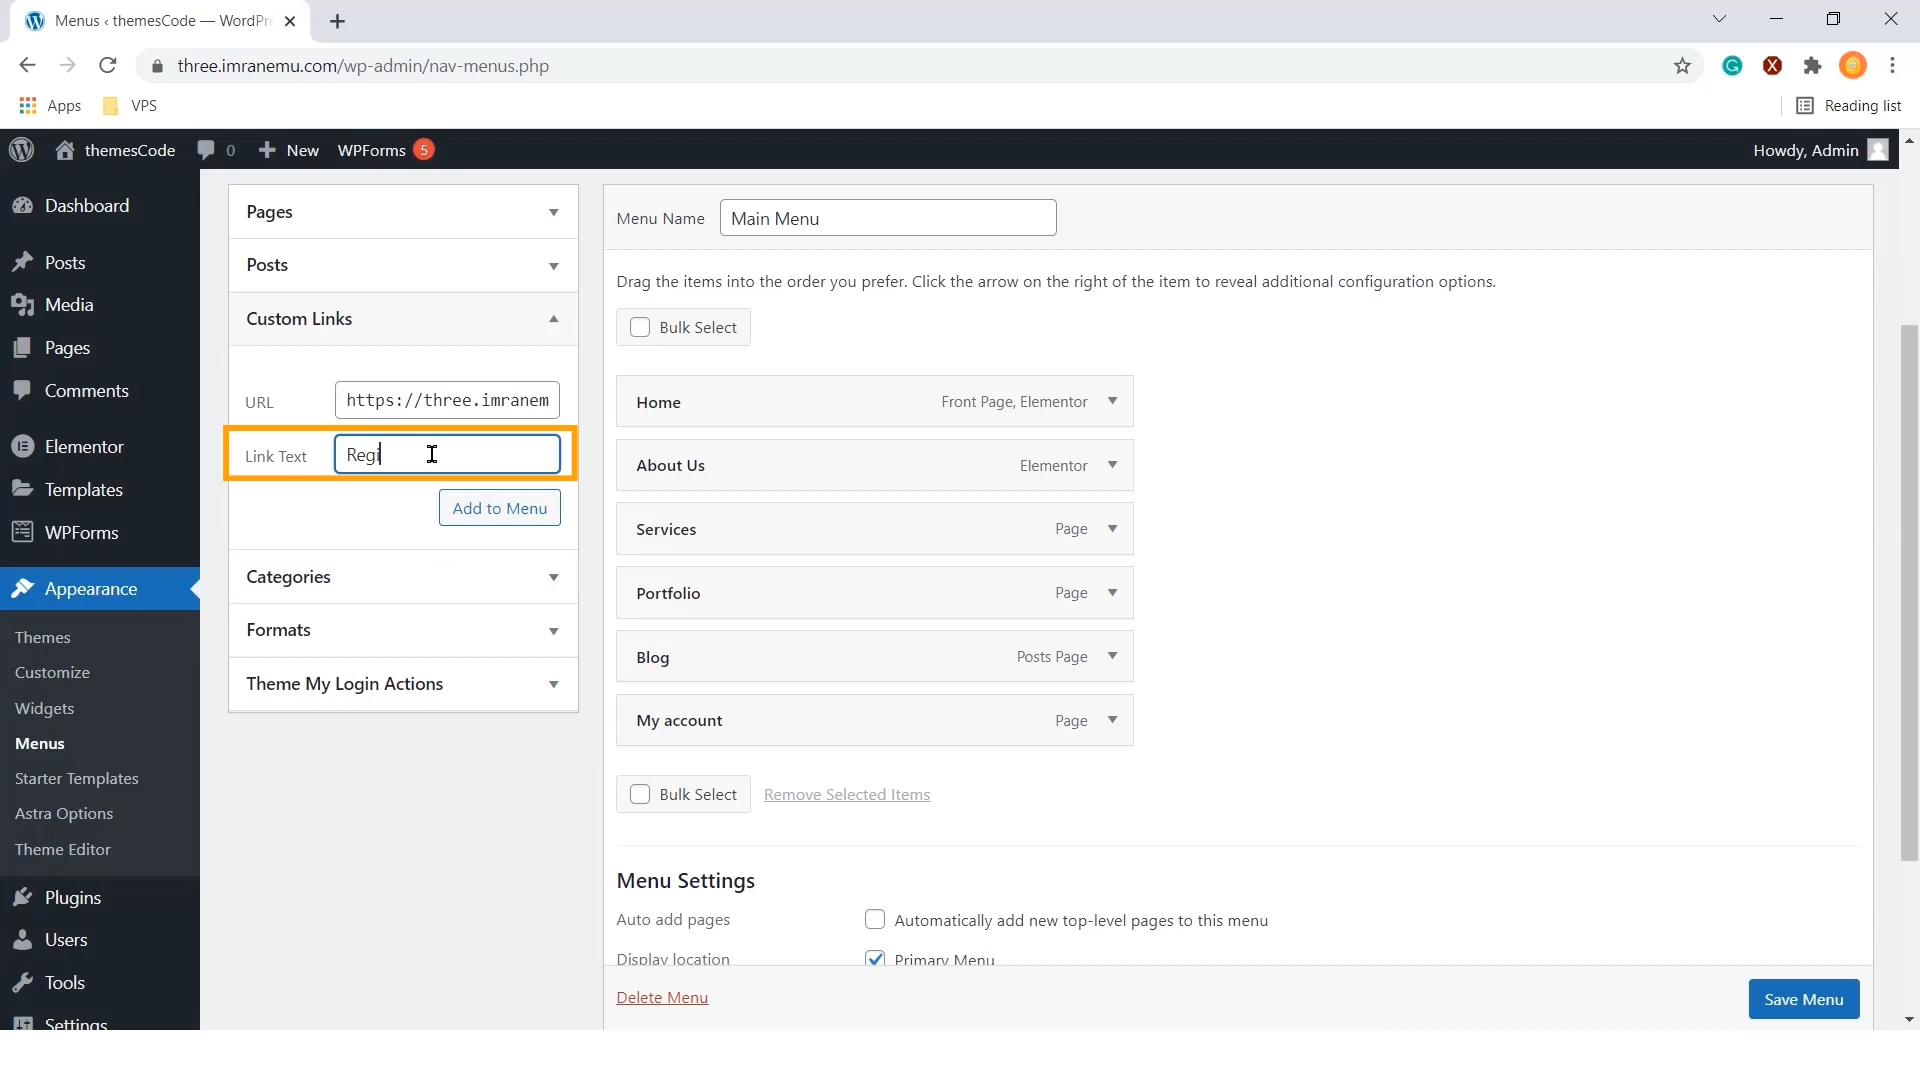 Menus ‹ themesCode — WordPr
three.imranemu.com/wp-admin/nav-menus.php
Apps VPS Reading list
themesCode 0 New WPForms 5 Howdy, Admin
Dashboard
Posts
Media
Pages
Comments
Elementor
Templates
WPForms
Appearance
Themes
Customize
Widgets
Menus
Starter Templates
Astra Options
Theme Editor
Plugins
Users
Tools
Settings
Pages
Posts
Custom Links
URL https://three.imranem
Link Text Regi
Add to Menu
Categories
Formats
Theme My Login Actions
Menu Name Main Menu
Drag the items into the order you prefer. Click the arrow on the right of the item to reveal additional configuration options.
Bulk Select
Home Front Page, Elementor
About Us Elementor
Services Page
Portfolio Page
Blog Posts Page
My account Page
Bulk Select Remove Selected Items
Menu Settings
Auto add pages Automatically add new top-level pages to this menu
Display location Primary Menu
Delete Menu Save Menu